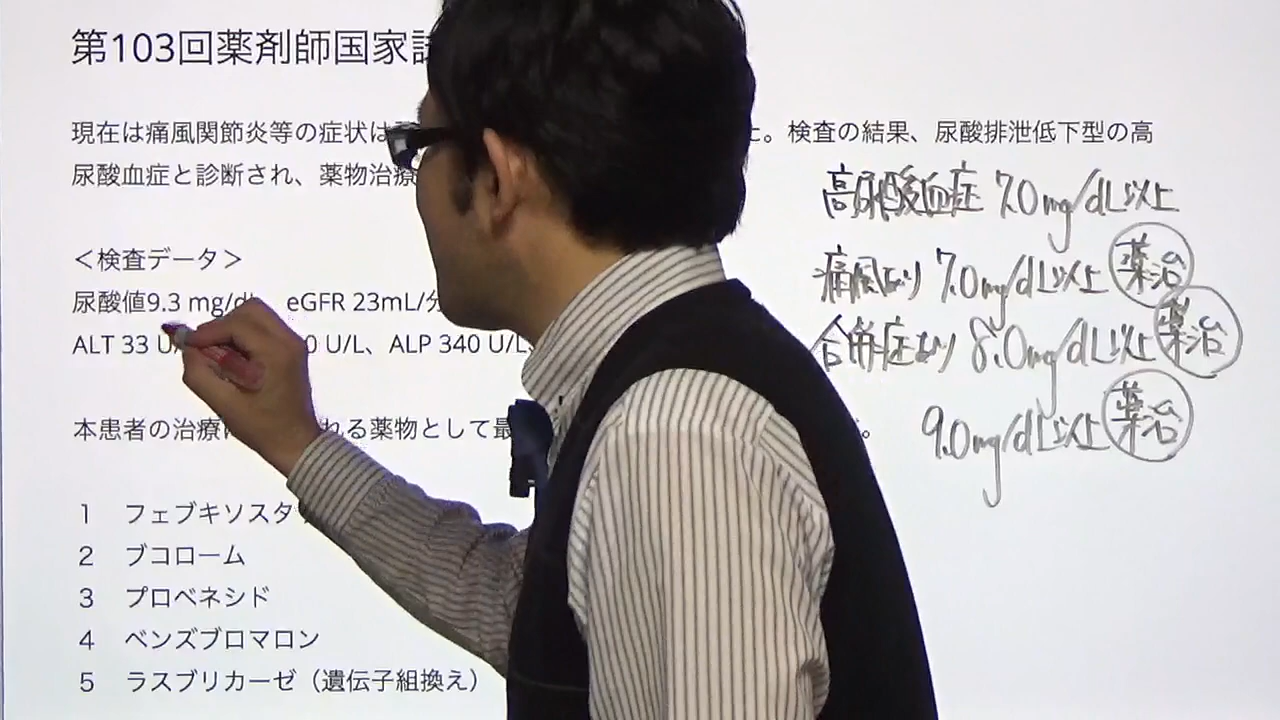 第103回薬剤師国家試
現在は痛風関節炎等の症状は 。検査の結果、尿酸排泄低下型の高
尿酸血症と診断され、薬物治療
高尿酸血症 7.0mg/dL以上
痛風あり 7.0mg/dL以上 薬治
合併症あり 8.0mg/dL以上 薬治
9.0mg/dL以上 薬治
＜検査データ＞
尿酸値9.3 mg/dL eGFR 23mL/分
ALT 33 U/ 0 U/L、ALP 340 U/L、
本患者の治療 れる薬物として最 。
1 フェブキソスタ
2 ブコローム
3 プロベネシド
4 ベンズブロマロン
5 ラスブリカーゼ（遺伝子組換え）